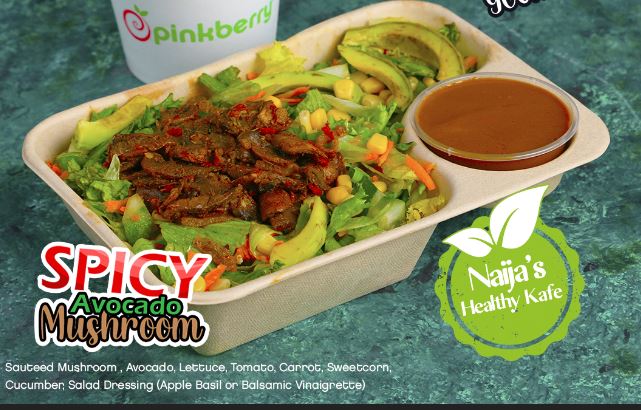 pinkberry
SPICY
Avocado
Mushroom
Naija's
Healthy Kafe
Sauteed Mushroom , Avocado, Lettuce, Tomato, Carrot, Sweetcorn,
Cucumber, Salad Dressing (Apple Basil or Balsamic Vinaigrette)